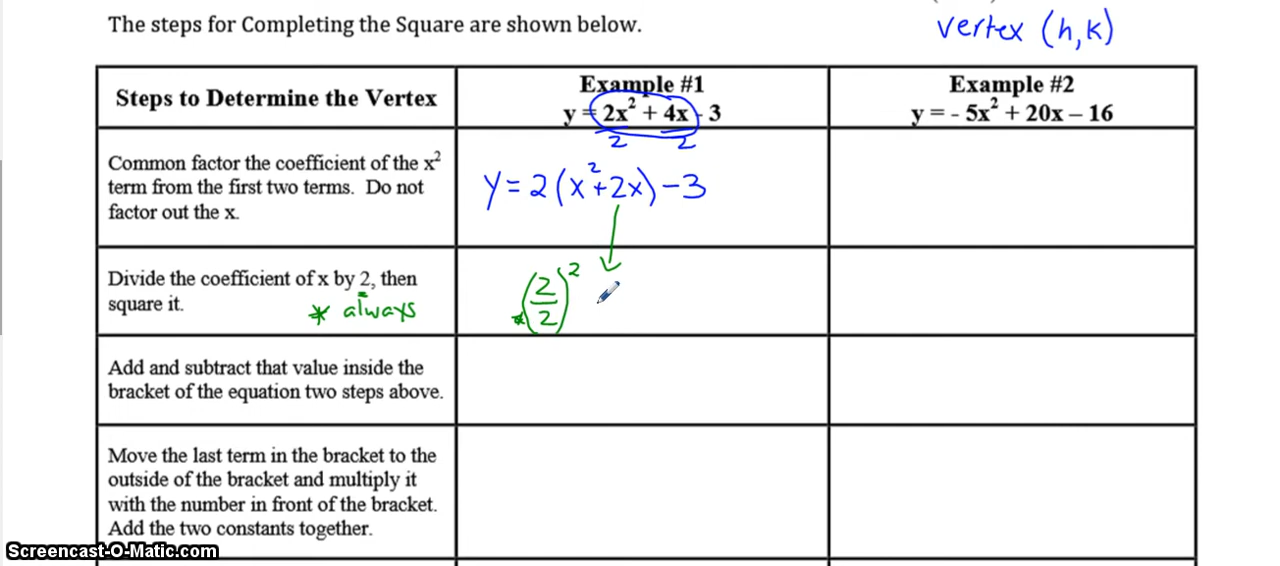 The steps for Completing the Square are shown below.
vertex (h,k)
Steps to Determine the Vertex
Example #1
y = 2x² + 4x - 3
2 2
Example #2
y = - 5x² + 20x – 16
Common factor the coefficient of the x²
term from the first two terms. Do not
factor out the x.
y = 2(x² + 2x) - 3
Divide the coefficient of x by 2, then
square it.
* always
*(2/2)²
Add and subtract that value inside the
bracket of the equation two steps above.
Move the last term in the bracket to the
outside of the bracket and multiply it
with the number in front of the bracket.
Add the two constants together.
Screencast-O-Matic.com